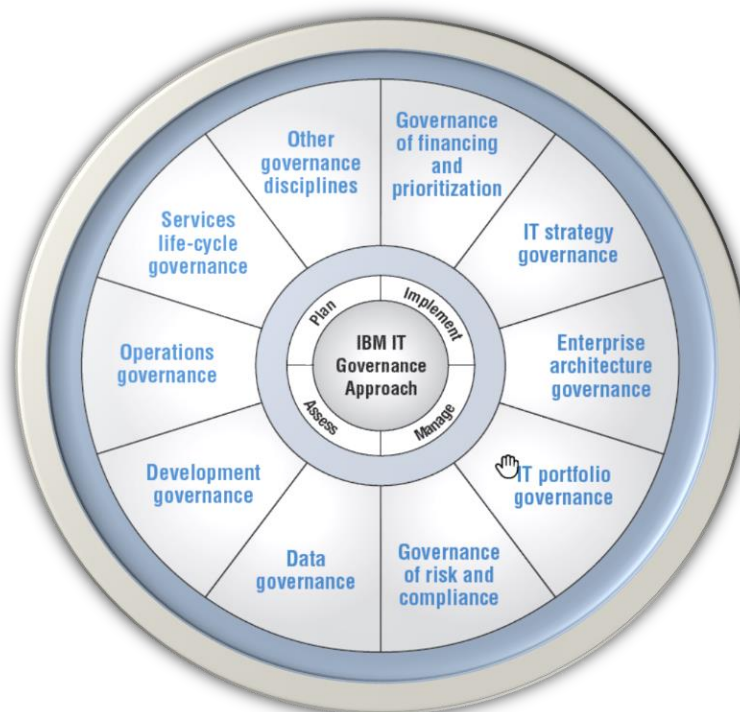 Governance
of financing
and
prioritization
IT strategy
governance
Enterprise
architecture
governance
IT portfolio
governance
Governance
of risk and
compliance
Data
governance
Development
governance
Operations
governance
Services
life-cycle
governance
Other
governance
disciplines
Plan
Implement
Manage
Assess
IBM IT
Governance
Approach